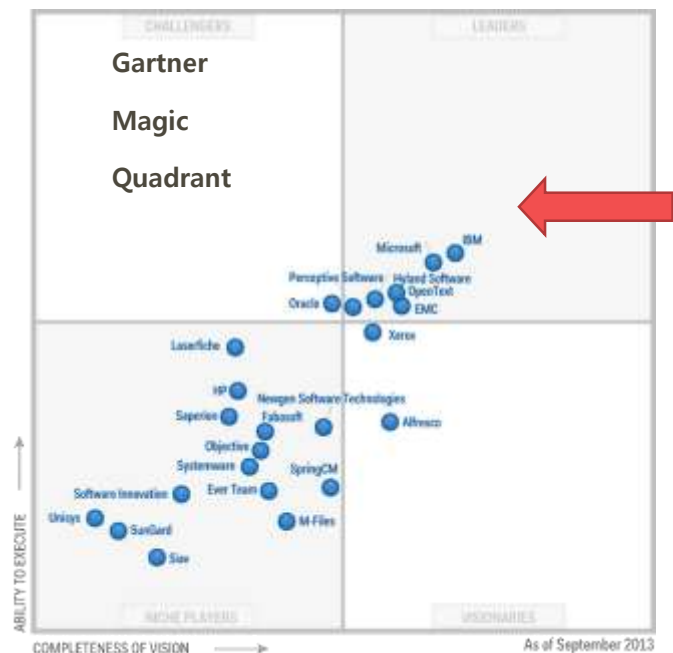 CHALLENGERS
LEADERS
Gartner
Magic
Quadrant
IBM
Microsoft
Perceptive Software
Hyland Software
OpenText
Oracle
EMC
Xerox
Laserfiche
HP
Newgen Software Technologies
Saperion
Fabasoft
Alfresco
Objective
Systemware
SpringCM
Software Innovation
Ever Team
Unisys
SunGard
M-Files
Siav
ABILITY TO EXECUTE
NICHE PLAYERS
VISIONARIES
COMPLETENESS OF VISION
As of September 2013